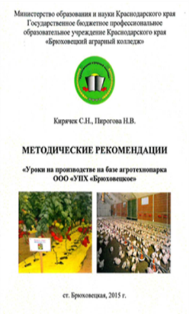 Министерство образования и науки Краснодарского края
Государственное бюджетное профессиональное
образовательное учреждение Краснодарского края
«Брюховецкий аграрный колледж»
Киричек С.Н., Пирогова Н.В.
МЕТОДИЧЕСКИЕ РЕКОМЕНДАЦИИ
«Уроки на производстве на базе агротехнопарка
ООО «УПХ «Брюховецкое»
ст. Брюховецкая, 2015 г.